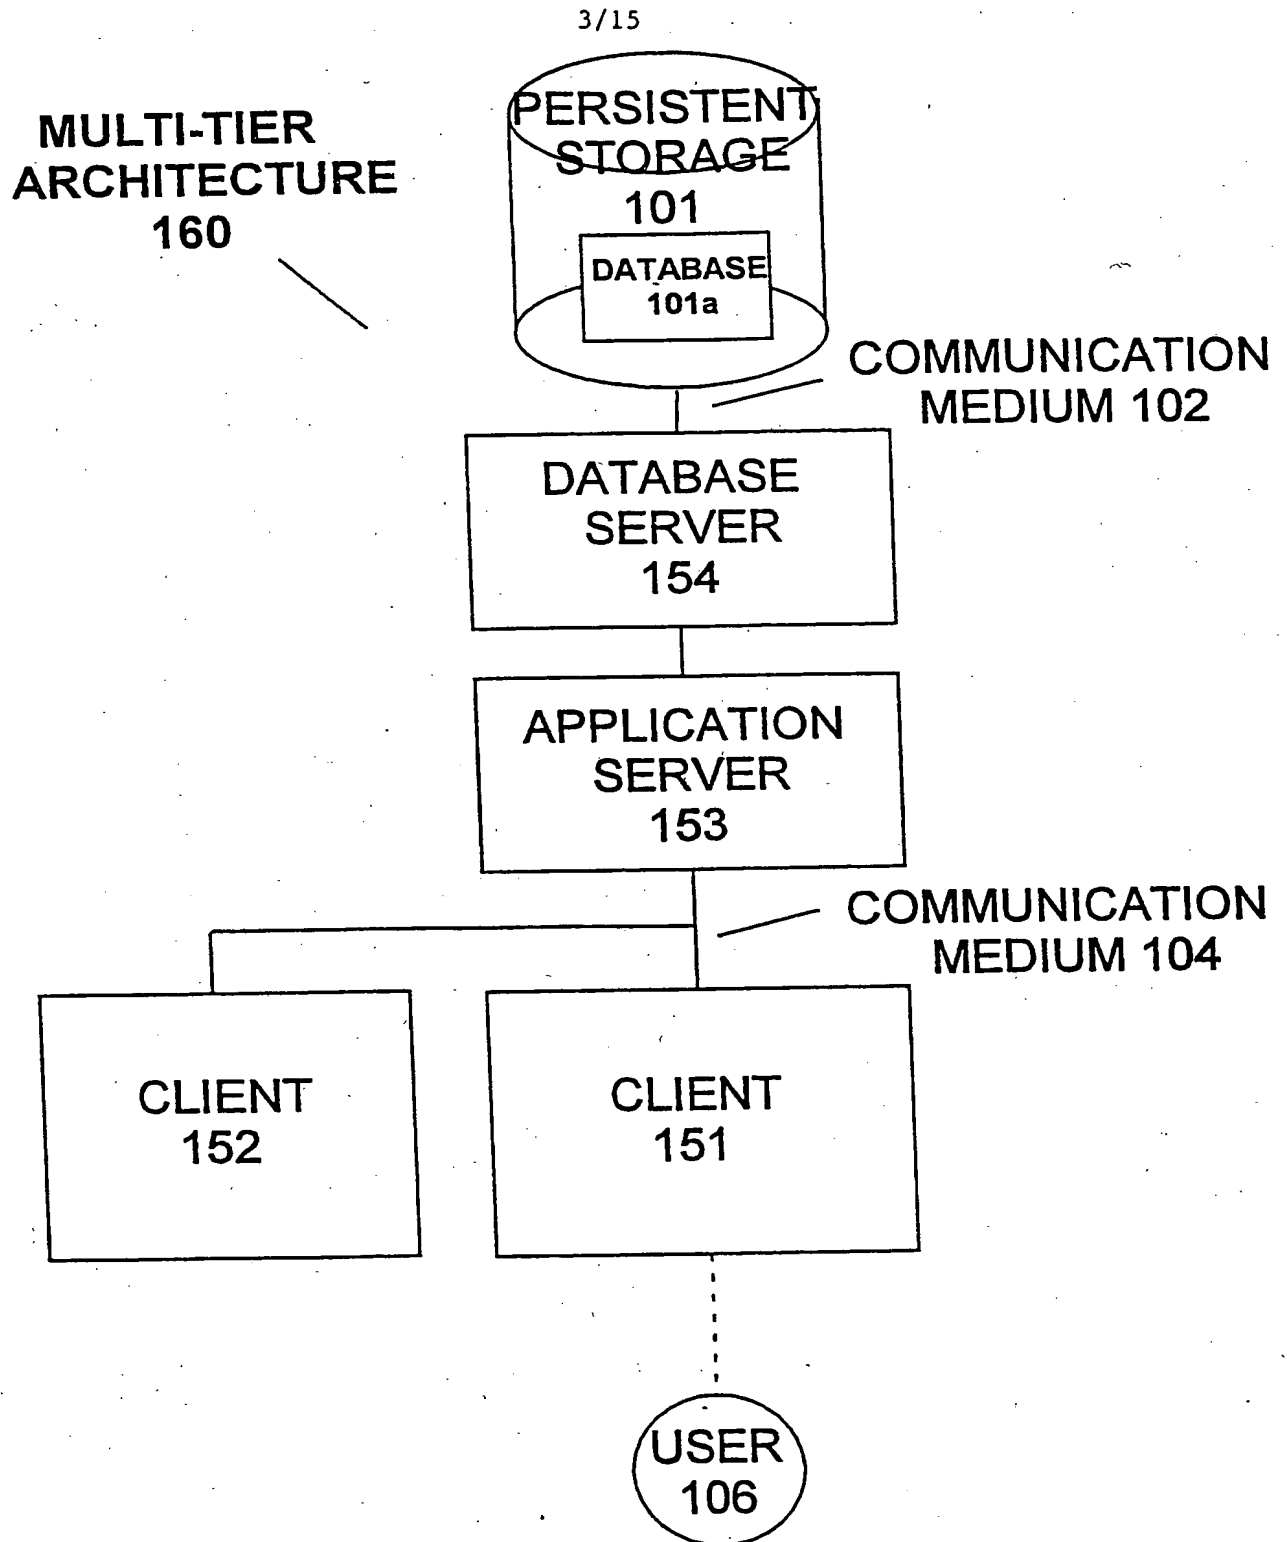 3/15
MULTI-TIER
ARCHITECTURE
160
PERSISTENT
STORAGE
101
DATABASE
101a
COMMUNICATION
MEDIUM 102
DATABASE
SERVER
154
APPLICATION
SERVER
153
COMMUNICATION
MEDIUM 104
CLIENT
152
CLIENT
151
USER
106